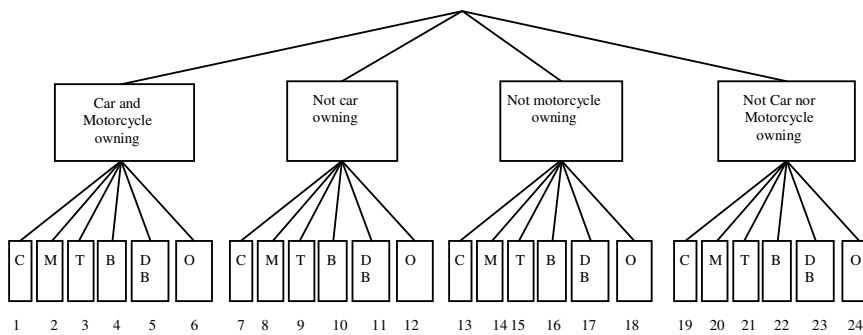 Car and
Motorcycle
owning
Not car
owning
Not motorcycle
owning
Not Car nor
Motorcycle
owning
C M T B D O C M T B D O C M T B D O C M T B D O
B B B B
1 2 3 4 5 6 7 8 9 10 11 12 13 14 15 16 17 18 19 20 21 22 23 24